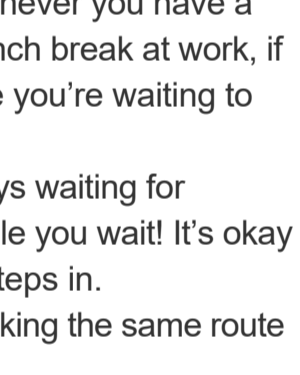 never you have a
nch break at work, if
you're waiting to
ys waiting for
le you wait! It's okay
teps in.
king the same route